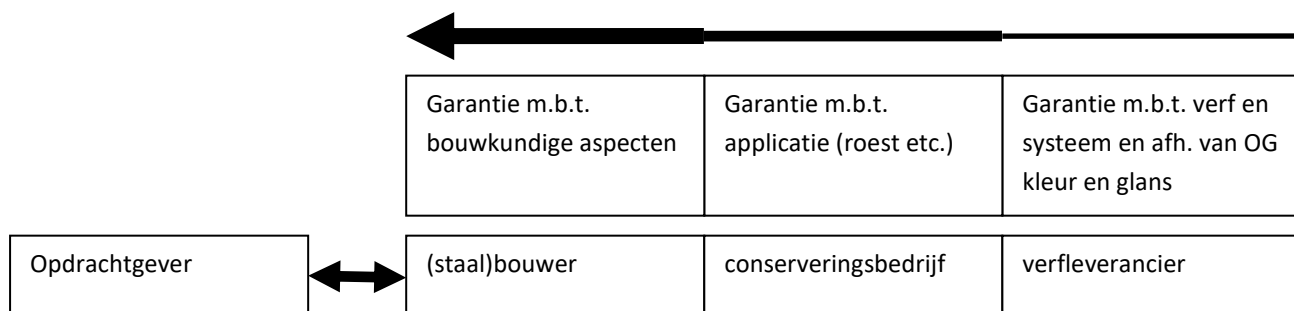 Garantie m.b.t.
bouwkundige aspecten
Garantie m.b.t.
applicatie (roest etc.)
Garantie m.b.t. verf en
systeem en afh. van OG
kleur en glans
Opdrachtgever
(staal)bouwer
conserveringsbedrijf
verfleverancier